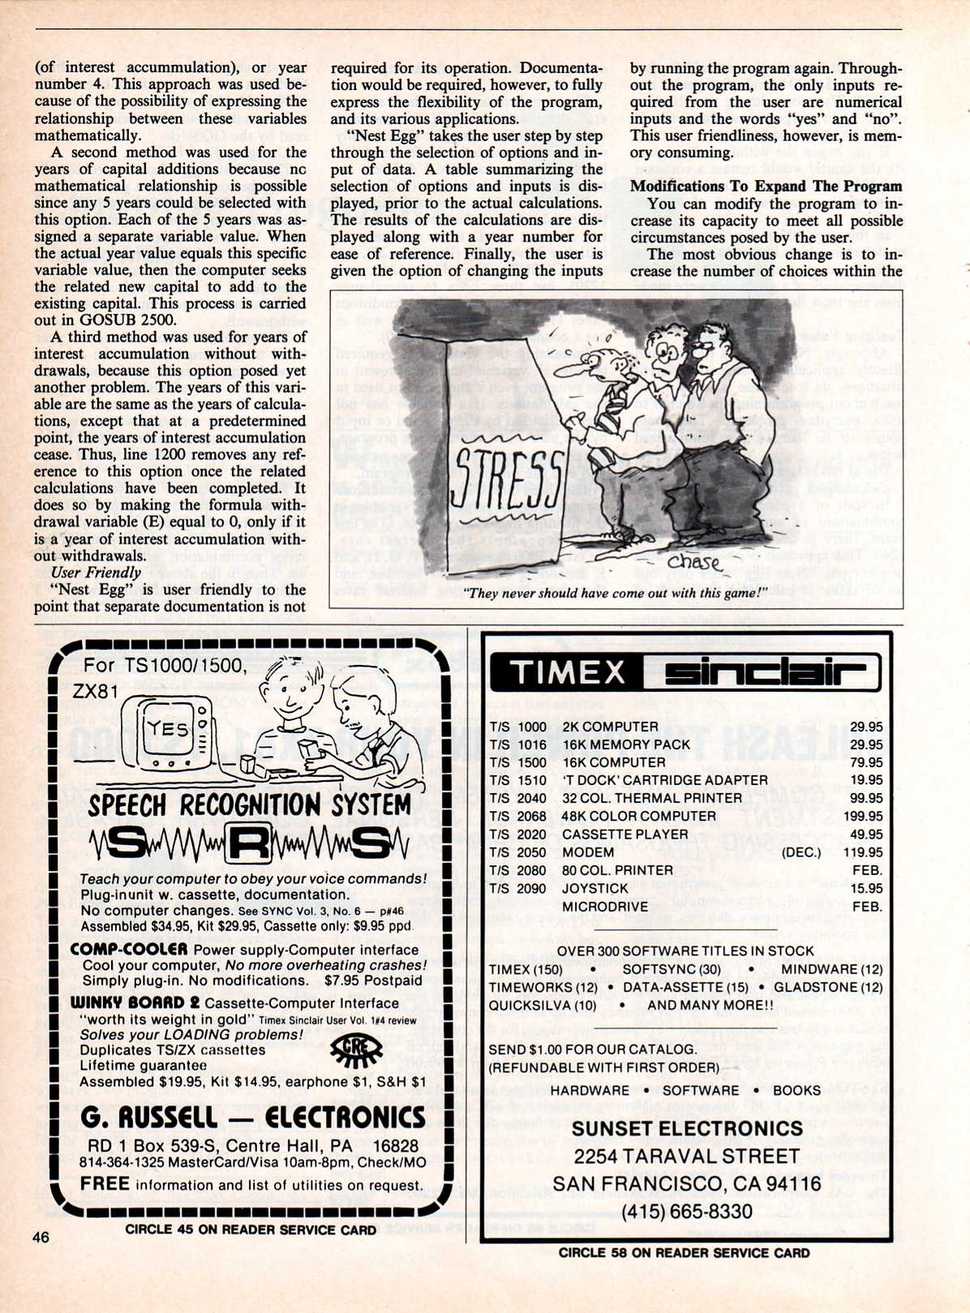 (of interest accummulation), or year
number 4. This approach was used be-
cause of the possibility of expressing the
relationship between these variables
mathematically.
A second method was used for the
years of capital additions because nc
mathematical relationship is possible
since any 5 years could be selected with
this option. Each of the 5 years was as-
signed a separate variable value. When
the actual year value equals this specific
variable value, then the computer seeks
the related new capital to add to the
existing capital. This process is carried
out in GOSUB 2500.
A third method was used for years of
interest accumulation without with-
drawals, because this option posed yet
another problem. The years of this vari-
able are the same as the years of calcula-
tions, except that at a predetermined
point, the years of interest accumulation
cease. Thus, line 1200 removes any ref-
erence to this option once the related
calculations have been completed. It
does so by making the formula with-
drawal variable (E) equal to 0, only if it
is a year of interest accumulation with-
out withdrawals.
User Friendly
"Nest Egg" is user friendly to the
point that separate documentation is not
required for its operation. Documenta-
tion would be required, however, to fully
express the flexibility of the program,
and its various applications.
"Nest Egg" takes the user step by step
through the selection of options and in-
put of data. A table summarizing the
selection of options and inputs is dis-
played, prior to the actual calculations.
The results of the calculations are dis-
played along with a year number for
ease of reference. Finally, the user is
given the option of changing the inputs
by running the program again. Through-
out the program, the only inputs re-
quired from the user are numerical
inputs and the words "yes" and "no".
This user friendliness, however, is mem-
ory consuming.
Modifications To Expand The Program
You can modify the program to in-
crease its capacity to meet all possible
circumstances posed by the user.
The most obvious change is to in-
crease the number of choices within the
STRESS
Chase
"They never should have come out with this game!"
For TS1000/1500,
ZX81
YES
SPEECH RECOGNITION SYSTEM
S R S
Teach your computer to obey your voice commands!
Plug-inunit w. cassette, documentation.
No computer changes. See SYNC Vol. 3, No. 6 — p#46
Assembled $34.95, Kit $29.95, Cassette only: $9.95 ppd
COMP-COOLER Power supply-Computer interface
Cool your computer, No more overheating crashes!
Simply plug-in. No modifications. $7.95 Postpaid
WINKY BOARD 2 Cassette-Computer Interface
"worth its weight in gold" Timex Sinclair User Vol. 1#4 review
Solves your LOADING problems!
Duplicates TS/ZX cassettes
Lifetime guarantee
GRE
Assembled $19.95, Kit $14.95, earphone $1, S&H $1
G. RUSSELL — ELECTRONICS
RD 1 Box 539-S, Centre Hall, PA 16828
814-364-1325 MasterCard/Visa 10am-8pm, Check/MO
FREE information and list of utilities on request.
CIRCLE 45 ON READER SERVICE CARD
TIMEX sinclair
T/S 1000 2K COMPUTER 29.95
T/S 1016 16K MEMORY PACK 29.95
T/S 1500 16K COMPUTER 79.95
T/S 1510 'T DOCK' CARTRIDGE ADAPTER 19.95
T/S 2040 32 COL. THERMAL PRINTER 99.95
T/S 2068 48K COLOR COMPUTER 199.95
T/S 2020 CASSETTE PLAYER 49.95
T/S 2050 MODEM (DEC.) 119.95
T/S 2080 80 COL. PRINTER FEB.
T/S 2090 JOYSTICK 15.95
MICRODRIVE FEB.
OVER 300 SOFTWARE TITLES IN STOCK
TIMEX (150) • SOFTSYNC (30) • MINDWARE (12)
TIMEWORKS (12) • DATA-ASSETTE (15) • GLADSTONE (12)
QUICKSILVA (10) • AND MANY MORE!!
SEND $1.00 FOR OUR CATALOG.
(REFUNDABLE WITH FIRST ORDER)
HARDWARE • SOFTWARE • BOOKS
SUNSET ELECTRONICS
2254 TARAVAL STREET
SAN FRANCISCO, CA 94116
(415) 665-8330
CIRCLE 58 ON READER SERVICE CARD
46